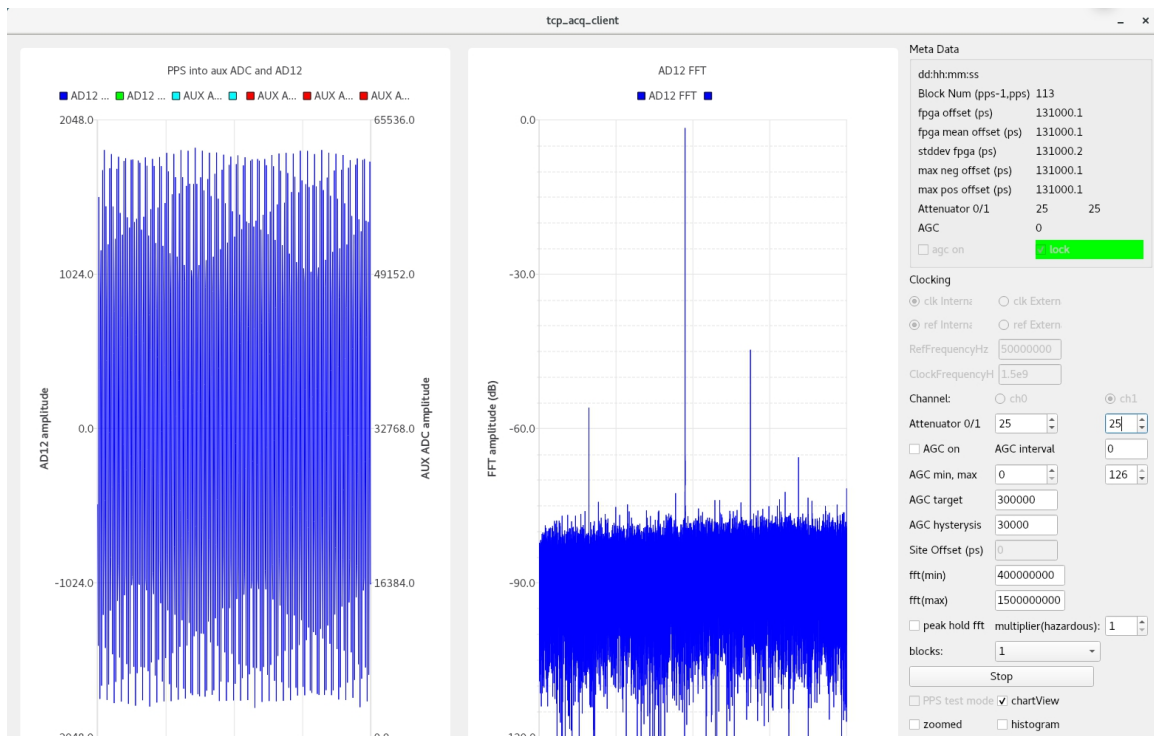 tcp_acq_client
PPS into aux ADC and AD12
AD12 ... AD12 ... AUX A... AUX A... AUX A... AUX A...
2048.0
1024.0
0.0
-1024.0
-2048.0
AD12 amplitude
65536.0
49152.0
32768.0
16384.0
0.0
AUX ADC amplitude
AD12 FFT
AD12 FFT
0.0
-30.0
-60.0
-90.0
-120.0
FFT amplitude (dB)
Meta Data
dd:hh:mm:ss
Block Num (pps-1,pps) 113
fpga offset (ps) 131000.1
fpga mean offset (ps) 131000.1
stddev fpga (ps) 131000.2
max neg offset (ps) 131000.1
max pos offset (ps) 131000.1
Attenuator 0/1 25 25
AGC 0
agc on lock
Clocking
clk Interna clk Extern
ref Interna ref Extern
RefFrequencyHz 50000000
ClockFrequencyH 1.5e9
Channel: ch0 ch1
Attenuator 0/1 25 25
AGC on AGC interval 0
AGC min, max 0 126
AGC target 300000
AGC hysterysis 30000
Site Offset (ps) 0
fft(min) 400000000
fft(max) 1500000000
peak hold fft multiplier(hazardous): 1
blocks: 1
Stop
PPS test mode chartView
zoomed histogram